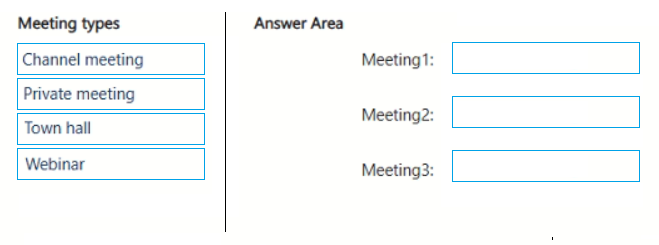 Meeting types
Channel meeting
Private meeting
Town hall
Webinar
Answer Area
Meeting1:
Meeting2:
Meeting3: